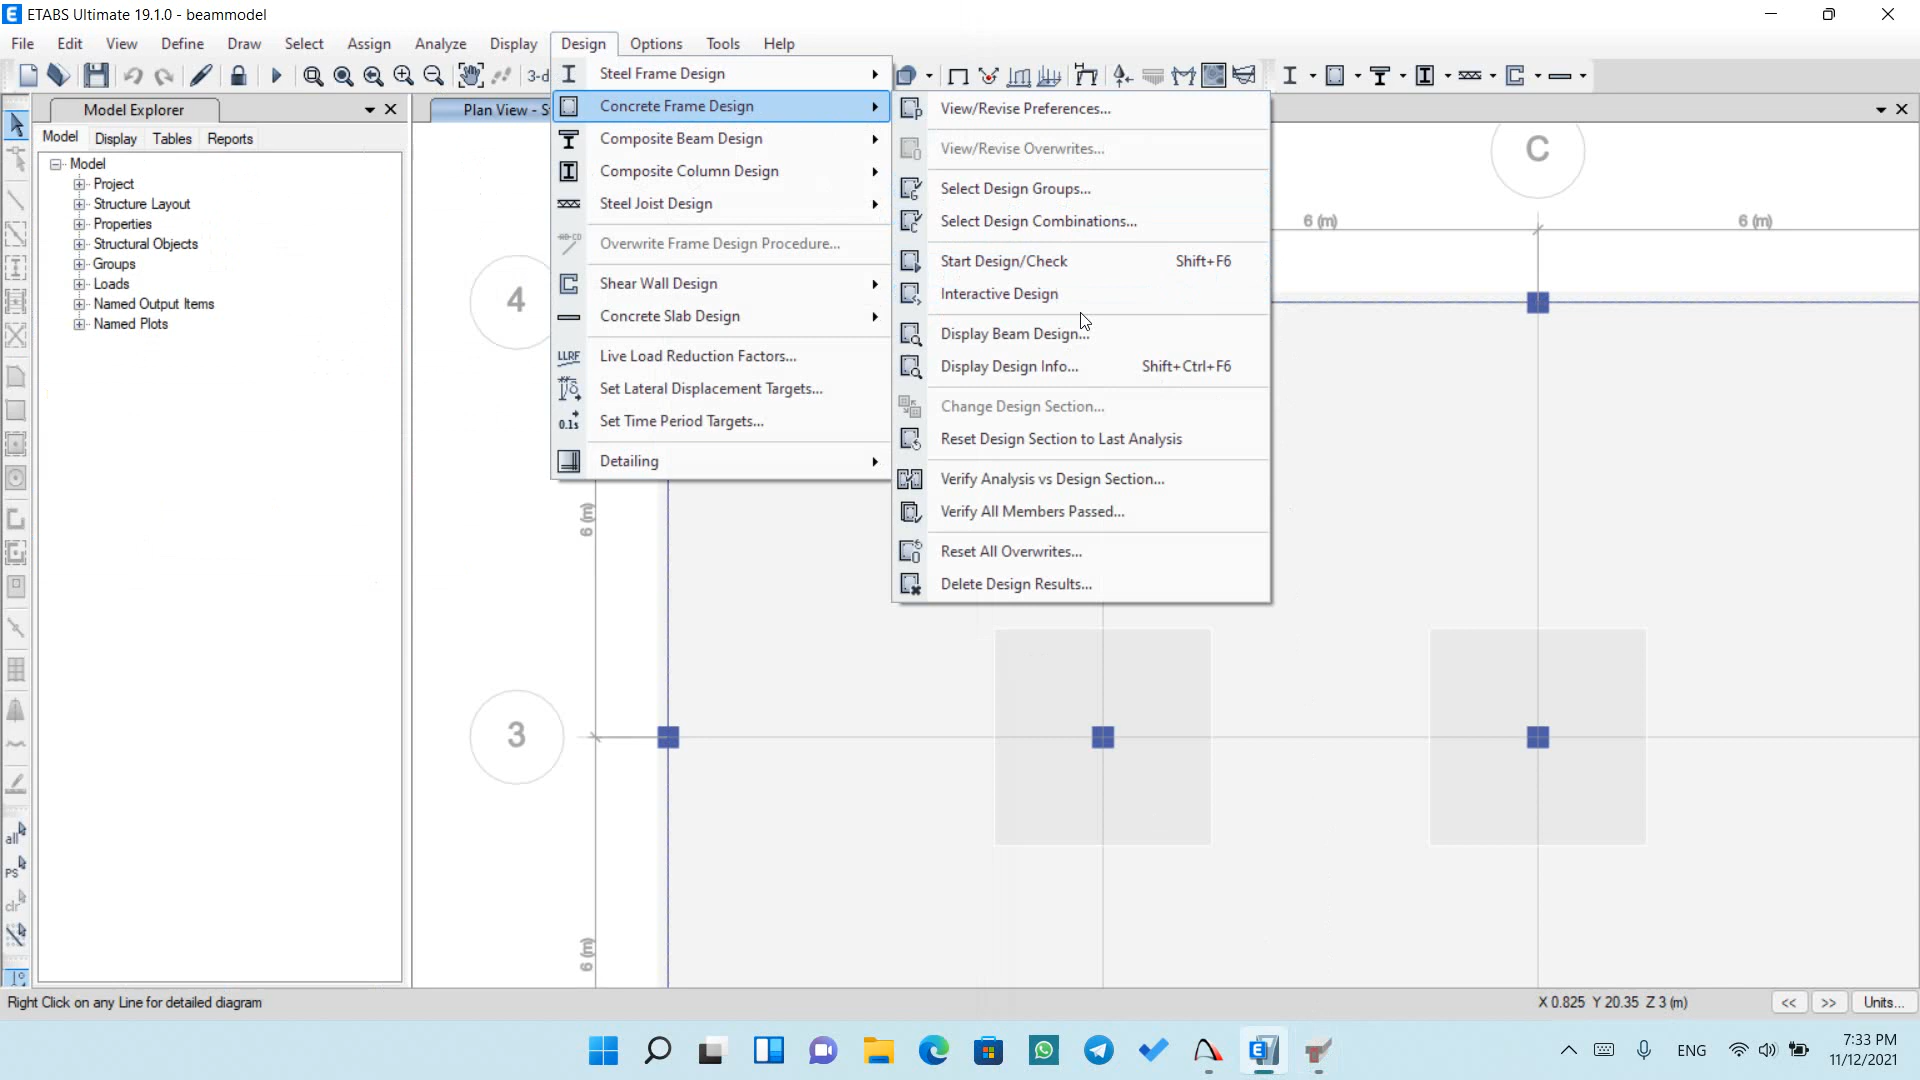 ETABS Ultimate 19.1.0 - beammodel
File Edit View Define Draw Select Assign Analyze Display Design Options Tools Help
3-d
Model Explorer
Model Display Tables Reports
Model
Project
Structure Layout
Properties
Structural Objects
Groups
Loads
Named Output Items
Named Plots
Plan View - S
Steel Frame Design
Concrete Frame Design
Composite Beam Design
Composite Column Design
Steel Joist Design
Overwrite Frame Design Procedure...
Shear Wall Design
Concrete Slab Design
LLRF Live Load Reduction Factors...
Set Lateral Displacement Targets...
0.1s Set Time Period Targets...
Detailing
View/Revise Preferences...
View/Revise Overwrites...
Select Design Groups...
Select Design Combinations...
Start Design/Check Shift+F6
Interactive Design
Display Beam Design...
Display Design Info... Shift+Ctrl+F6
Change Design Section...
Reset Design Section to Last Analysis
Verify Analysis vs Design Section...
Verify All Members Passed...
Reset All Overwrites...
Delete Design Results...
C
6 (m) 6 (m)
4
6 (m)
3
6 (m)
all
PS
clr
Right Click on any Line for detailed diagram
X 0.825 Y 20.35 Z 3 (m)
<< >> Units...
ENG
7:33 PM
11/12/2021